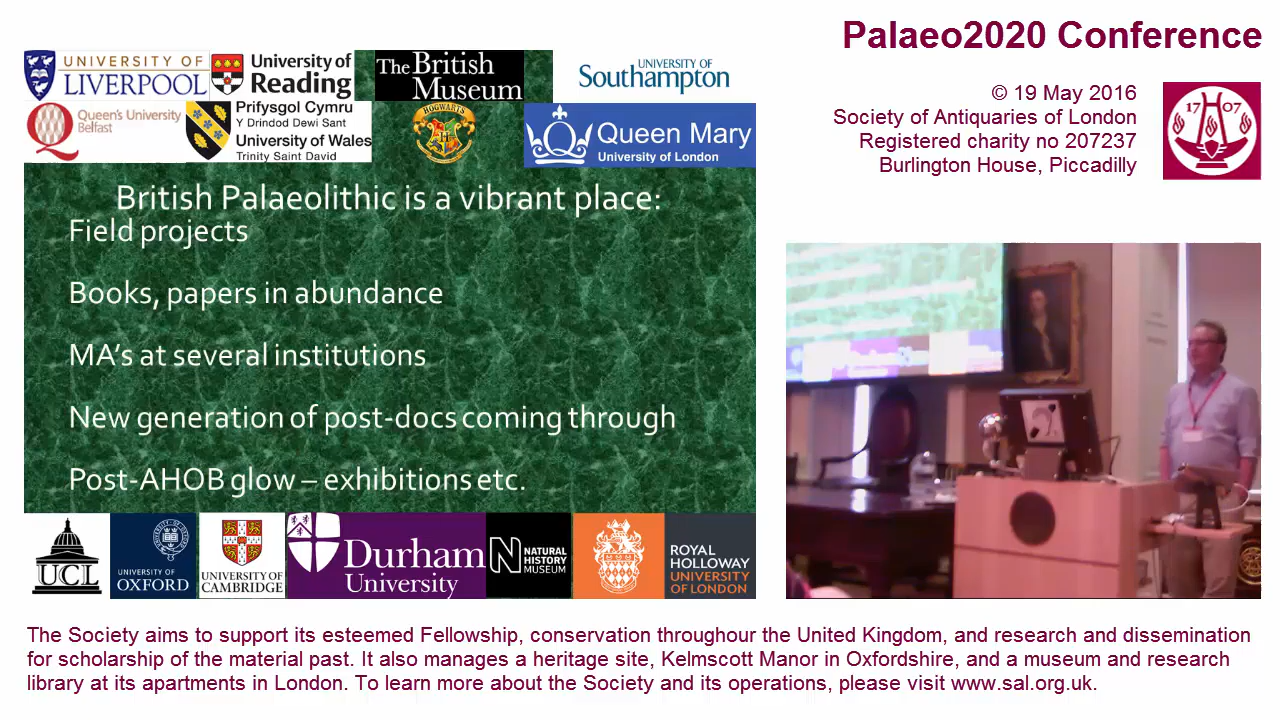 Palaeo2020 Conference
© 19 May 2016
Society of Antiquaries of London
Registered charity no 207237
Burlington House, Piccadilly
17 07
UNIVERSITY OF
LIVERPOOL
University of
Reading
The British
Museum
UNIVERSITY OF
Southampton
Queen's University
Belfast
Prifysgol Cymru
Y Drindod Dewi Sant
University of Wales
Trinity Saint David
HOGWARTS
Queen Mary
University of London
British Palaeolithic is a vibrant place:
Field projects
Books, papers in abundance
MA's at several institutions
New generation of post-docs coming through
Post-AHOB glow – exhibitions etc.
UCL
UNIVERSITY OF
OXFORD
UNIVERSITY OF
CAMBRIDGE
Durham
University
NATURAL
HISTORY
MUSEUM
ROYAL
HOLLOWAY
UNIVERSITY
OF LONDON
The Society aims to support its esteemed Fellowship, conservation throughour the United Kingdom, and research and dissemination
for scholarship of the material past. It also manages a heritage site, Kelmscott Manor in Oxfordshire, and a museum and research
library at its apartments in London. To learn more about the Society and its operations, please visit www.sal.org.uk.